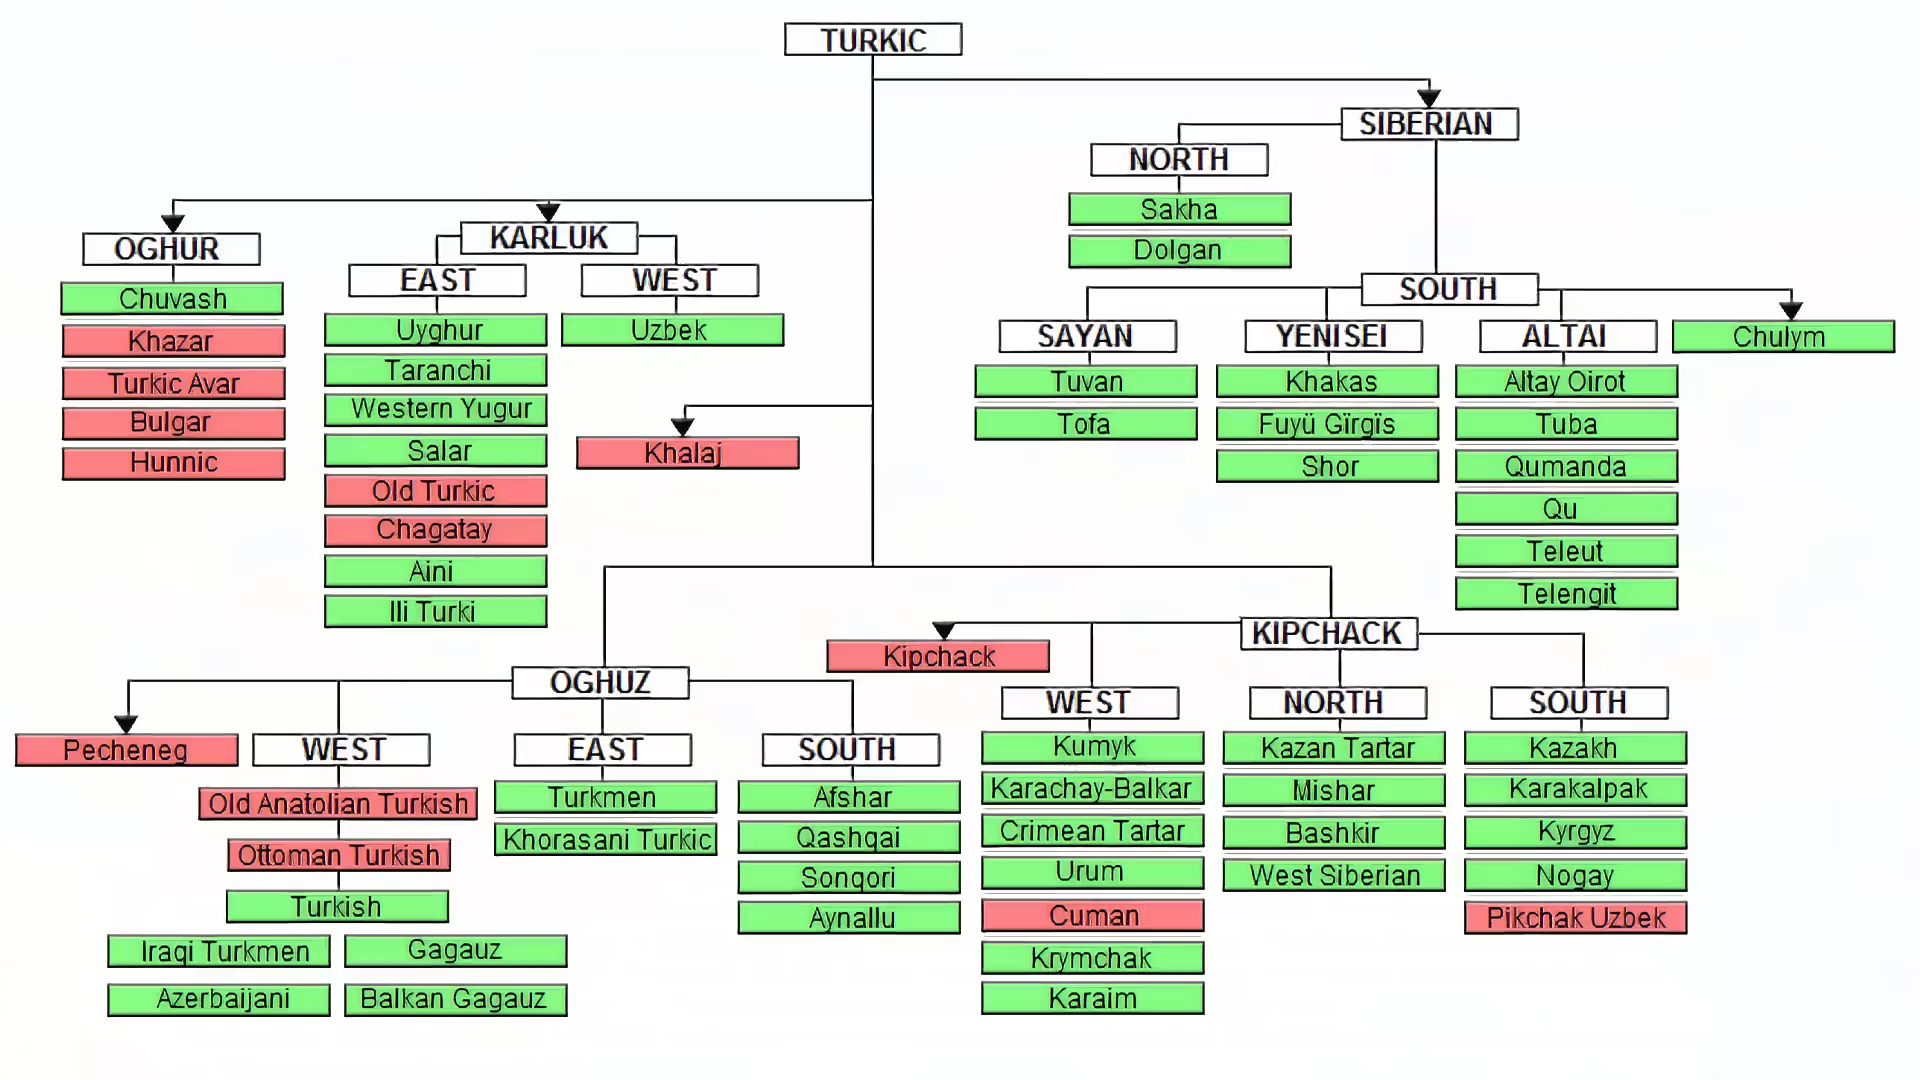 TURKIC
SIBERIAN
NORTH
Sakha
Dolgan
OGHUR
Chuvash
Khazar
Turkic Avar
Bulgar
Hunnic
KARLUK
EAST
Uyghur
Taranchi
Western Yugur
Salar
Old Turkic
Chagatay
Aini
Ili Turki
WEST
Uzbek
Khalaj
SOUTH
SAYAN
Tuvan
Tofa
YENISEI
Khakas
Fuyü Gïrgïs
Shor
ALTAI
Altay Oirot
Tuba
Qumanda
Qu
Teleut
Telengit
Chulym
OGHUZ
Pecheneg
WEST
Old Anatolian Turkish
Ottoman Turkish
Turkish
Iraqi Turkmen
Gagauz
Azerbaijani
Balkan Gagauz
EAST
Turkmen
Khorasani Turkic
SOUTH
Afshar
Qashqai
Sonqori
Aynallu
KIPCHACK
Kipchack
WEST
Kumyk
Karachay-Balkar
Crimean Tartar
Urum
Cuman
Krymchak
Karaim
NORTH
Kazan Tartar
Mishar
Bashkir
West Siberian
SOUTH
Kazakh
Karakalpak
Kyrgyz
Nogay
Pikchak Uzbek